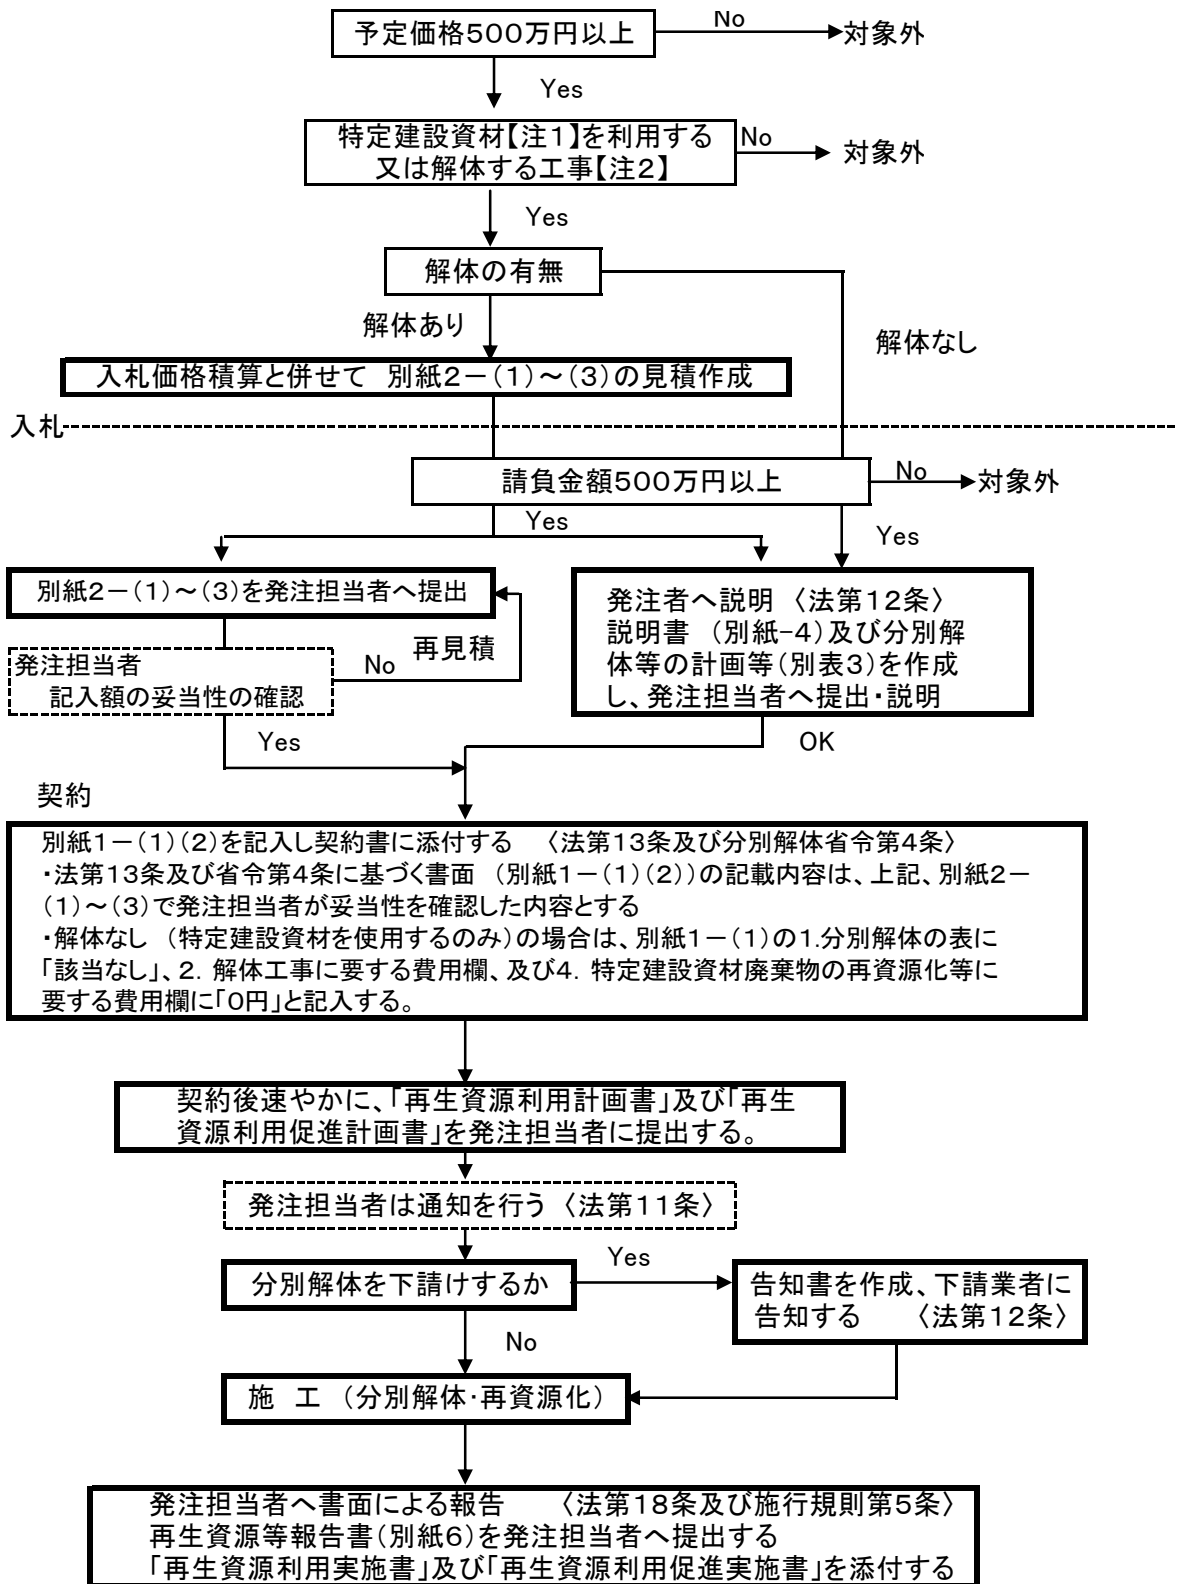 予定価格500万円以上
No
対象外
Yes
特定建設資材【注1】を利用する
又は解体する工事【注2】
No
対象外
Yes
解体の有無
解体あり
解体なし
入札価格積算と併せて 別紙2-(1)~(3)の見積作成
入札
請負金額500万円以上
No
対象外
Yes
Yes
別紙2-(1)~(3)を発注担当者へ提出
再見積
発注担当者
記入額の妥当性の確認
No
発注者へ説明 〈法第12条〉
説明書 (別紙-4)及び分別解
体等の計画等(別表3)を作成
し、発注担当者へ提出・説明
Yes
OK
契約
別紙1-(1)(2)を記入し契約書に添付する 〈法第13条及び分別解体省令第4条〉
・法第13条及び省令第4条に基づく書面 (別紙1-(1)(2))の記載内容は、上記、別紙2-
(1)~(3)で発注担当者が妥当性を確認した内容とする
・解体なし (特定建設資材を使用するのみ)の場合は、別紙1-(1)の1.分別解体の表に
「該当なし」、2. 解体工事に要する費用欄、及び4. 特定建設資材廃棄物の再資源化等に
要する費用欄に「0円」と記入する。
契約後速やかに、「再生資源利用計画書」及び「再生
資源利用促進計画書」を発注担当者に提出する。
発注担当者は通知を行う 〈法第11条〉
分別解体を下請けするか
Yes
告知書を作成、下請業者に
告知する 〈法第12条〉
No
施 工 (分別解体・再資源化)
発注担当者へ書面による報告 〈法第18条及び施行規則第5条〉
再生資源等報告書(別紙6)を発注担当者へ提出する
「再生資源利用実施書」及び「再生資源利用促進実施書」を添付する